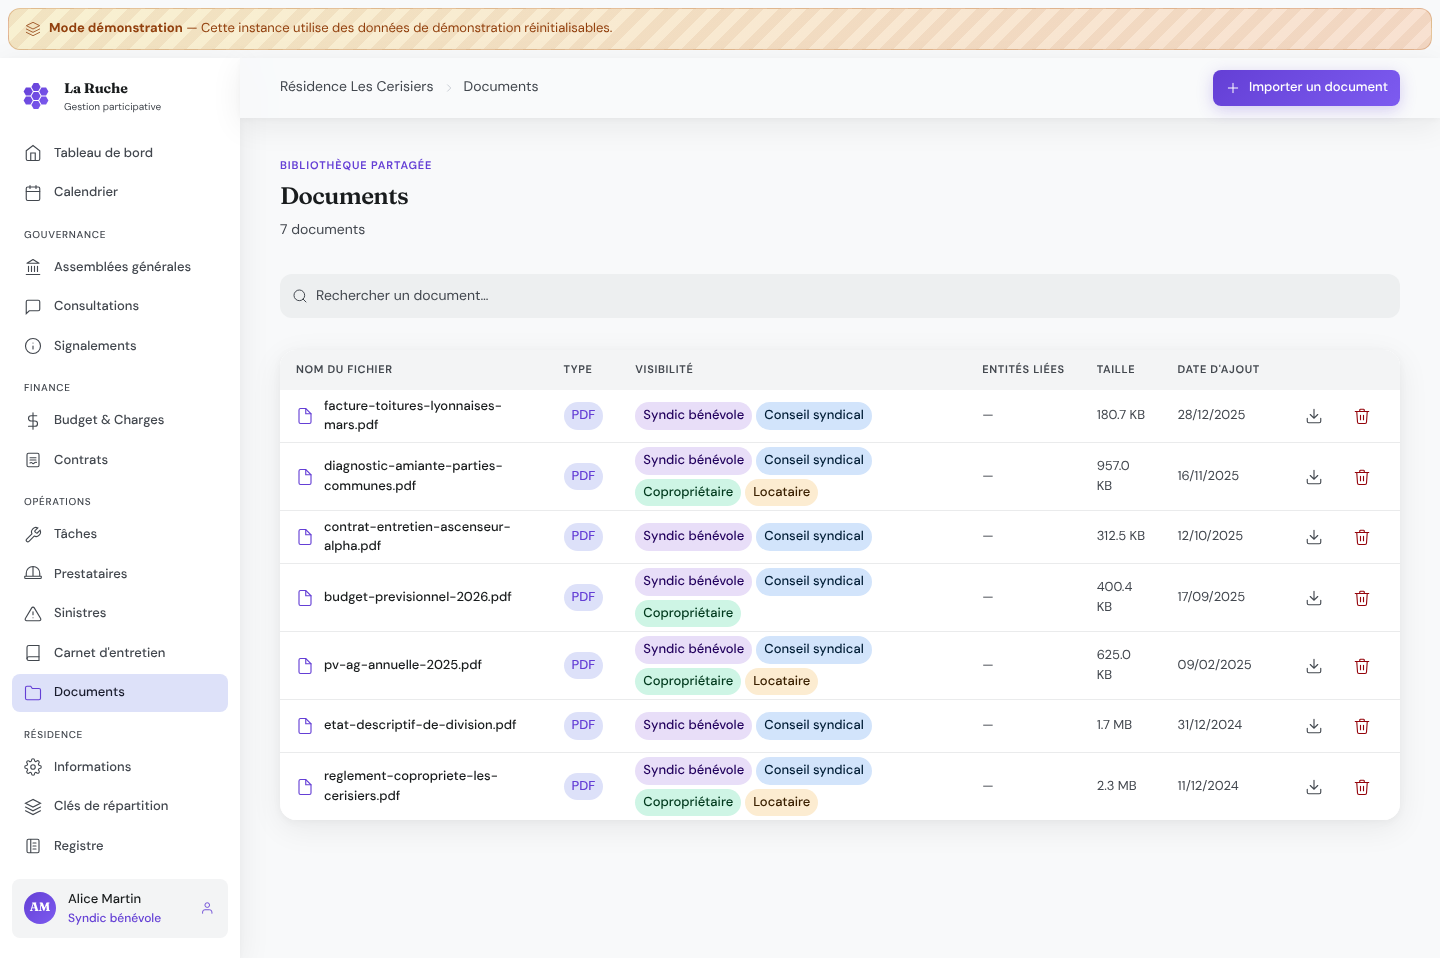 Mode démonstration — Cette instance utilise des données de démonstration réinitialisables.
La Ruche
Gestion participative
Tableau de bord
Calendrier
GOUVERNANCE
Assemblées générales
Consultations
Signalements
FINANCE
Budget & Charges
Contrats
OPÉRATIONS
Tâches
Prestataires
Sinistres
Carnet d'entretien
Documents
RÉSIDENCE
Informations
Clés de répartition
Registre
AM
Alice Martin
Syndic bénévole
Résidence Les Cerisiers > Documents
Importer un document
BIBLIOTHÈQUE PARTAGÉE
Documents
7 documents
Rechercher un document...
NOM DU FICHIER TYPE VISIBILITÉ ENTITÉS LIÉES TAILLE DATE D'AJOUT
facture-toitures-lyonnaises-
mars.pdf
PDF
Syndic bénévole Conseil syndical
—
180.7 KB
28/12/2025
diagnostic-amiante-parties-
communes.pdf
PDF
Syndic bénévole Conseil syndical
Copropriétaire Locataire
—
957.0
KB
16/11/2025
contrat-entretien-ascenseur-
alpha.pdf
PDF
Syndic bénévole Conseil syndical
—
312.5 KB
12/10/2025
budget-previsionnel-2026.pdf
PDF
Syndic bénévole Conseil syndical
Copropriétaire
—
400.4
KB
17/09/2025
pv-ag-annuelle-2025.pdf
PDF
Syndic bénévole Conseil syndical
Copropriétaire Locataire
—
625.0
KB
09/02/2025
etat-descriptif-de-division.pdf
PDF
Syndic bénévole Conseil syndical
—
1.7 MB
31/12/2024
reglement-copropriete-les-
cerisiers.pdf
PDF
Syndic bénévole Conseil syndical
Copropriétaire Locataire
—
2.3 MB
11/12/2024